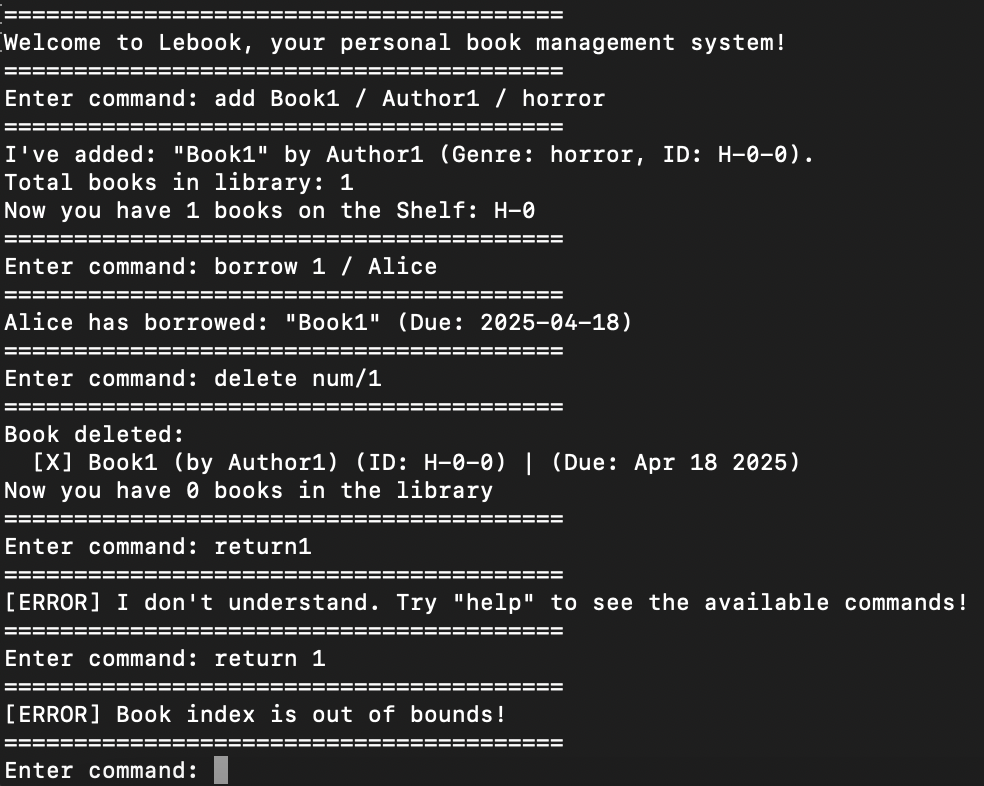 ========================================
Welcome to Lebook, your personal book management system!
========================================
Enter command: add Book1 / Author1 / horror
========================================
I've added: "Book1" by Author1 (Genre: horror, ID: H-0-0).
Total books in library: 1
Now you have 1 books on the Shelf: H-0
========================================
Enter command: borrow 1 / Alice
========================================
Alice has borrowed: "Book1" (Due: 2025-04-18)
========================================
Enter command: delete num/1
========================================
Book deleted:
  [X] Book1 (by Author1) (ID: H-0-0) | (Due: Apr 18 2025)
Now you have 0 books in the library
========================================
Enter command: return1
========================================
[ERROR] I don't understand. Try "help" to see the available commands!
========================================
Enter command: return 1
========================================
[ERROR] Book index is out of bounds!
========================================
Enter command: